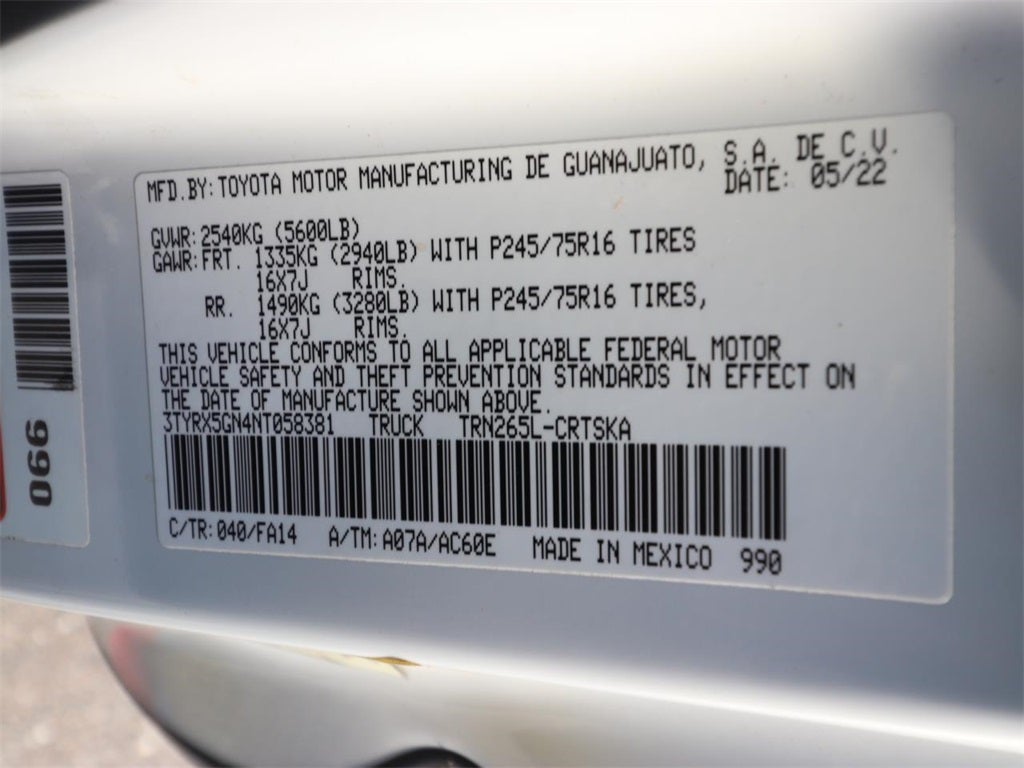 MFD.BY: TOYOTA MOTOR MANUFACTURING DE GUANAJUATO, S.A. DE C.V.
DATE: 05/22
GVWR: 2540KG (5600LB)
GAWR: FRT. 1335KG (2940LB) WITH P245/75R16 TIRES
16X7J RIMS.
RR. 1490KG (3280LB) WITH P245/75R16 TIRES,
16X7J RIMS.
THIS VEHICLE CONFORMS TO ALL APPLICABLE FEDERAL MOTOR
VEHICLE SAFETY AND THEFT PREVENTION STANDARDS IN EFFECT ON
THE DATE OF MANUFACTURE SHOWN ABOVE.
3TYRX5GN4NT058381 TRUCK TRN265L-CRTSKA
C/TR: 040/FA14 A/TM: A07A/AC60E MADE IN MEXICO 990
066